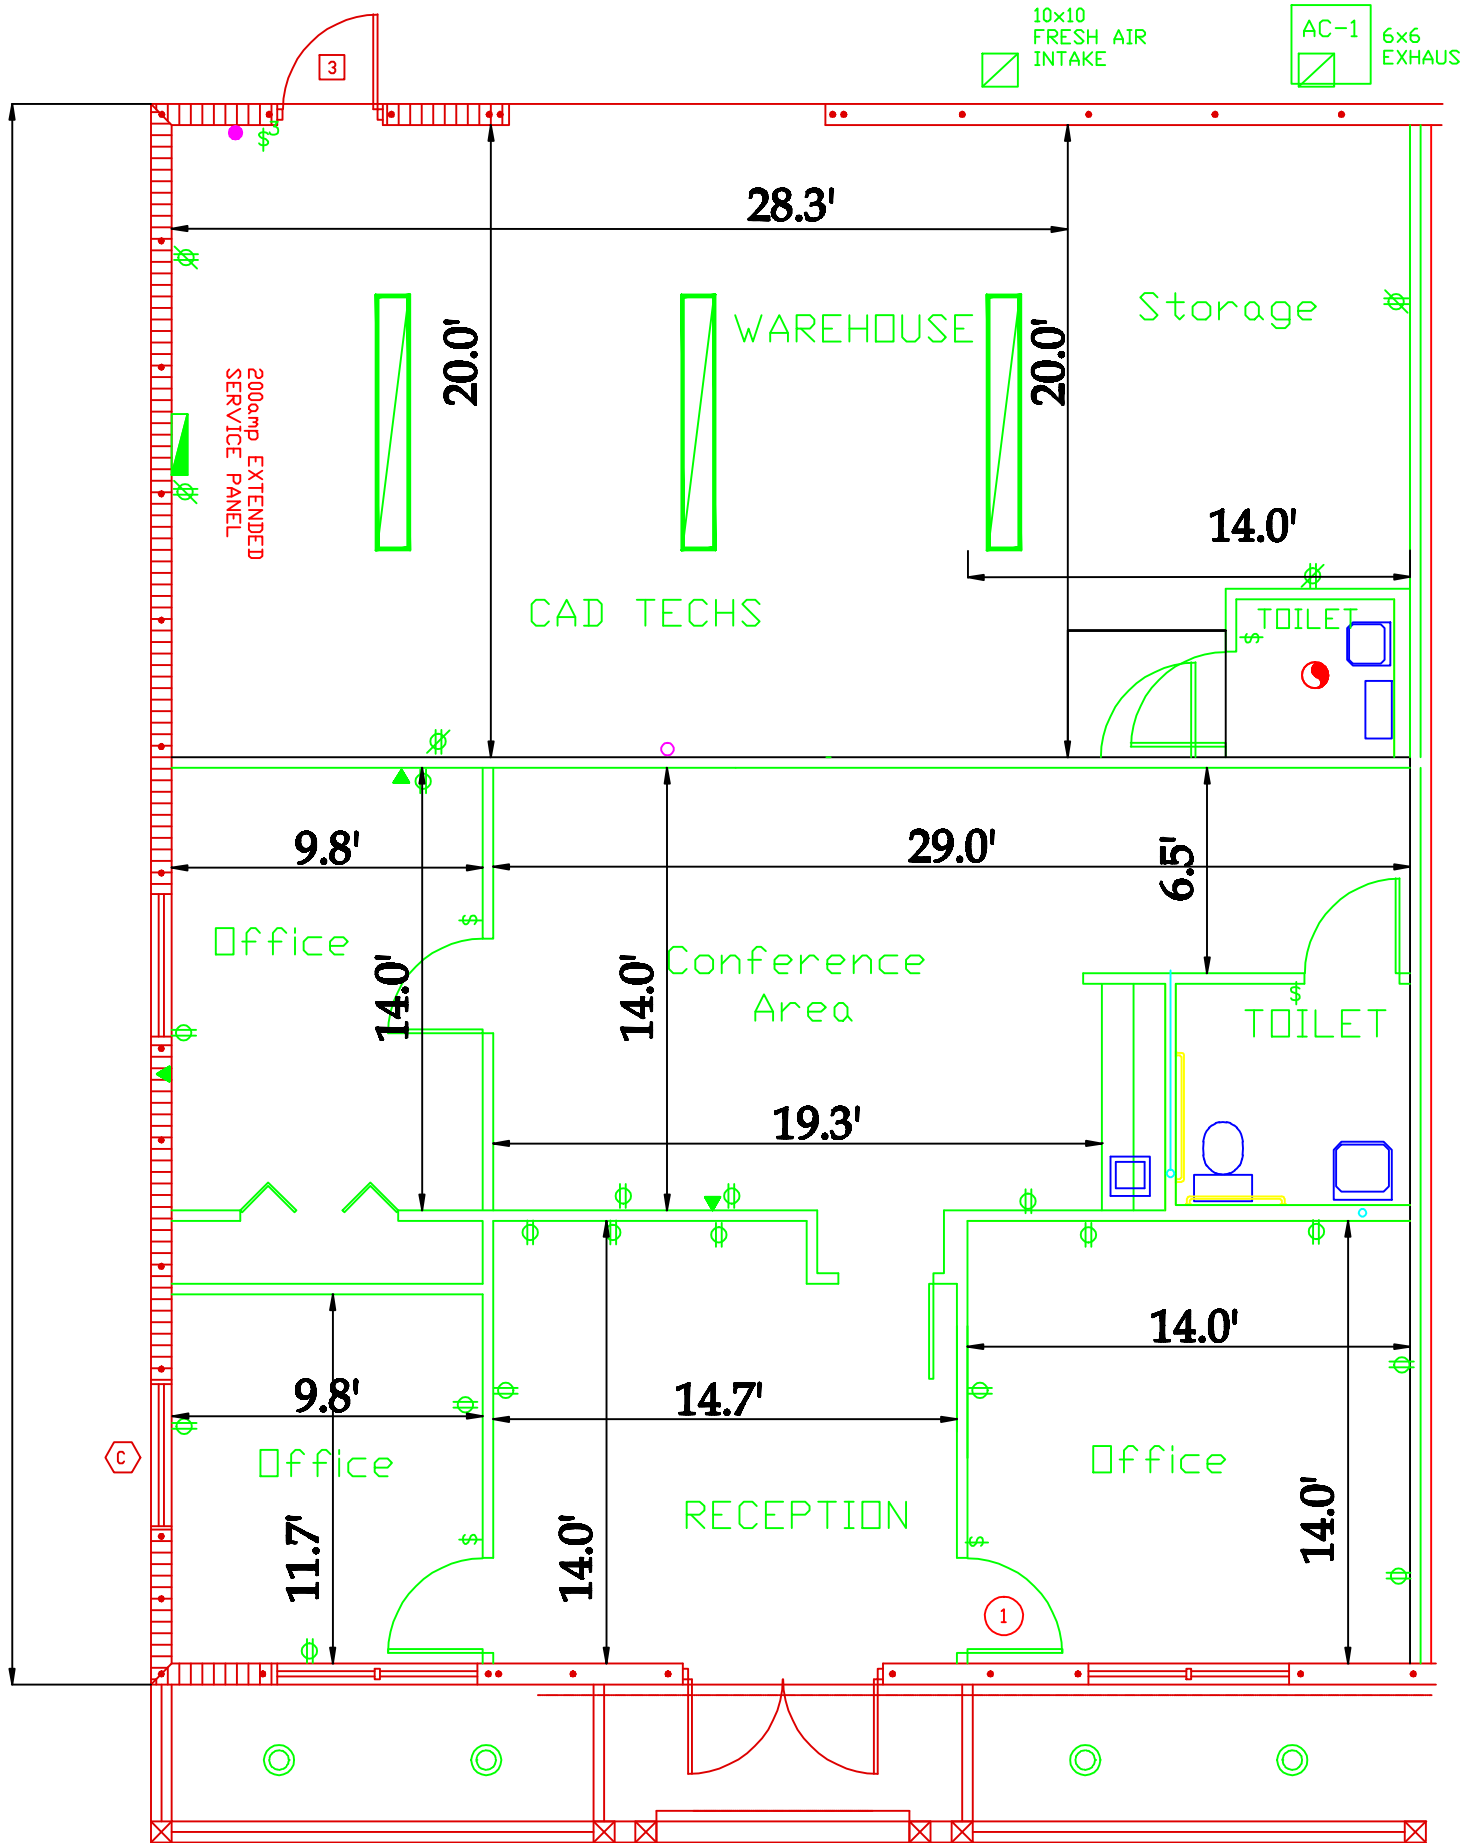 10x10
FRESH AIR
INTAKE
AC-1
6x6
EXHAUS
3
$
28.3'
WAREHOUSE
Storage
20.0'
20.0'
200amp EXTENDED
SERVICE PANEL
14.0'
CAD TECHS
TOILET
$
9.8'
29.0'
6.5'
$
Office
14.0'
14.0'
Conference
Area
$
TOILET
19.3'
14.0'
9.8'
14.7'
C
Office
Office
RECEPTION
11.7'
14.0'
14.0'
$
$
1